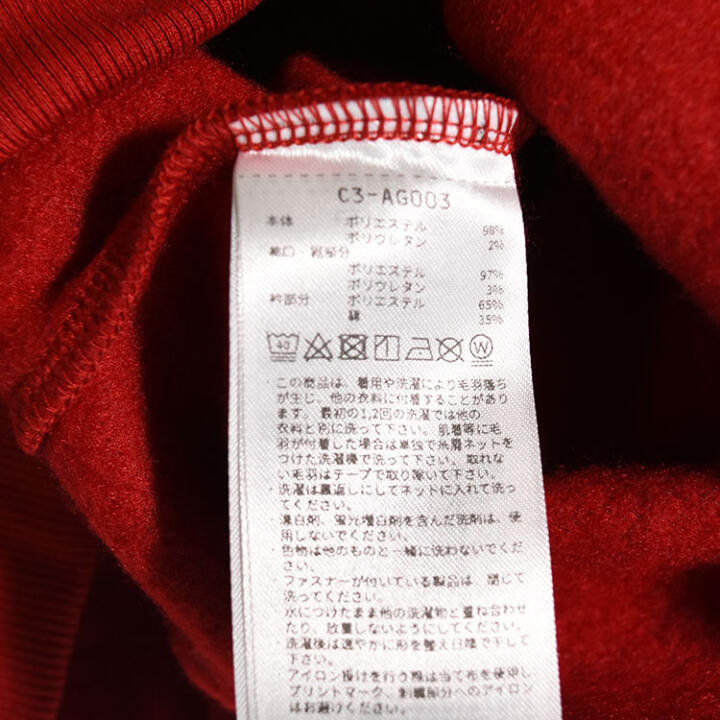 C3-AG003
本体 ポリエステル 98%
ポリウレタン 2%
袖口・裾部分
ポリエステル 97%
ポリウレタン 3%
衿部分 ポリエステル 65%
綿 35%
40 W
・この商品は、着用や洗濯により毛羽落ち
が生じ、他の衣料に付着することがあり
ます。最初の1,2回の洗濯では他の
衣料と別に洗って下さい。肌着等に毛
羽が付着した場合は単独で糸屑ネットを
つけた洗濯機で洗って下さい。取れな
い毛羽はテープで取り除いて下さい。
・洗濯は裏返しにしてネットに入れて洗っ
てください。
・漂白剤、蛍光増白剤を含んだ洗剤は、使
用しないでください。
・色物は他のものと一緒に洗わないでくだ
さい。
・ファスナーが付いている製品は、閉じて
洗ってください。
・水につけたまま他の洗濯物と重ね合わせ
たり、放置しないようにしてください。
・洗濯後は速やかに形を整え日陰で干して
下さい。
・アイロン掛けを行う際は当て布を使用し
プリントマーク、刺繍部分へのアイロン
はお避けください。